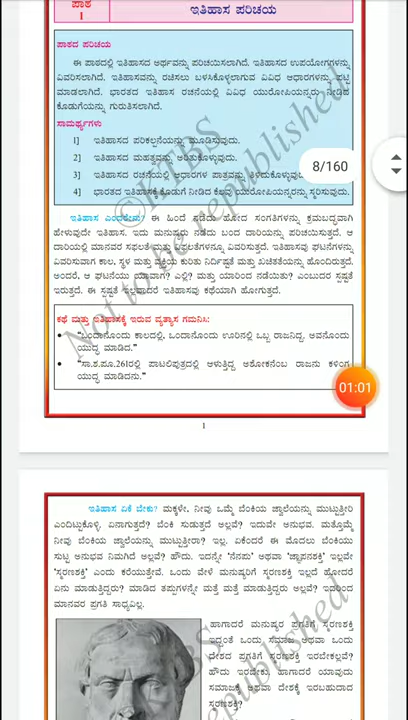 ಪಾಠ
1
ಇತಿಹಾಸ ಪರಿಚಯ
ಪಾಠದ ಪರಿಚಯ
ಈ ಪಾಠದಲ್ಲಿ ಇತಿಹಾಸದ ಅರ್ಥವನ್ನು ಪರಿಚಯಿಸಲಾಗಿದೆ. ಇತಿಹಾಸದ ಉಪಯೋಗಗಳನ್ನು
ವಿವರಿಸಲಾಗಿದೆ. ಇತಿಹಾಸವನ್ನು ರಚಿಸಲು ಬಳಸಿಕೊಳ್ಳಲಾಗುವ ವಿವಿಧ ಆಧಾರಗಳನ್ನು ಪಟ್ಟಿ
ಮಾಡಲಾಗಿದೆ. ಭಾರತದ ಇತಿಹಾಸ ರಚನೆಯಲ್ಲಿ ವಿವಿಧ ಯುರೋಪಿಯನ್ನರು ನೀಡಿದ
ಕೊಡುಗೆಯನ್ನು ಗುರುತಿಸಲಾಗಿದೆ.
ಸಾಮರ್ಥ್ಯಗಳು
1] ಇತಿಹಾಸದ ಪರಿಕಲ್ಪನೆಯನ್ನು ಮೂಡಿಸುವುದು.
2] ಇತಿಹಾಸದ ಮಹತ್ವವನ್ನು ಅರಿತುಕೊಳ್ಳುವುದು.
8/160
3] ಇತಿಹಾಸದ ರಚನೆಯಲ್ಲಿ ಆಧಾರಗಳ ಪಾತ್ರವನ್ನು ತಿಳಿದುಕೊಳ್ಳುವುದು
4] ಭಾರತದ ಇತಿಹಾಸಕ್ಕೆ ಕೊಡುಗೆ ನೀಡಿದ ಕೆಲವು ಯುರೋಪಿಯನ್ನರನ್ನು ಸ್ಮರಿಸುವುದು.
©KTBS
Not to be republished
ಇತಿಹಾಸ ಎಂದರೇನು? ಈ ಹಿಂದೆ ನಡೆದು ಹೋದ ಸಂಗತಿಗಳನ್ನು ಕ್ರಮಬದ್ಧವಾಗಿ
ಹೇಳುವುದೇ ಇತಿಹಾಸ. ಇದು ಮನುಷ್ಯರು ನಡೆದು ಬಂದ ದಾರಿಯನ್ನು ಪರಿಚಯಿಸುತ್ತದೆ. ಆ
ದಾರಿಯಲ್ಲಿ ಮಾನವರ ಸಫಲತೆ ಮತ್ತು ವಿಫಲತೆಗಳನ್ನೂ ವಿವರಿಸುತ್ತದೆ. ಇತಿಹಾಸವು ಘಟನೆಗಳನ್ನು
ವಿವರಿಸುವಾಗ ಕಾಲ, ಸ್ಥಳ ಮತ್ತು ವ್ಯಕ್ತಿಯ ಕುರಿತು ನಿರ್ದಿಷ್ಟತೆ ಮತ್ತು ಖಚಿತತೆಯನ್ನು ಹೊಂದಿರುತ್ತದೆ.
ಅಂದರೆ, ಆ ಘಟನೆಯು ಯಾವಾಗ? ಎಲ್ಲಿ? ಮತ್ತು ಯಾರಿಂದ ನಡೆಯಿತು? ಎಂಬುದರ ಸ್ಪಷ್ಟತೆ
ಇರುತ್ತದೆ. ಈ ಸ್ಪಷ್ಟತೆ ಇಲ್ಲವಾದರೆ ಇತಿಹಾಸವು ಕಥೆಯಾಗಿ ಹೋಗುತ್ತದೆ.
ಕಥೆ ಮತ್ತು ಇತಿಹಾಸಕ್ಕೆ ಇರುವ ವ್ಯತ್ಯಾಸ ಗಮನಿಸಿ:
• "ಒಂದಾನೊಂದು ಕಾಲದಲ್ಲಿ, ಒಂದಾನೊಂದು ಊರಿನಲ್ಲಿ ಒಬ್ಬ ರಾಜನಿದ್ದ. ಅವನೊಂದು
ಯುದ್ಧ ಮಾಡಿದ."
• "ಸಾ.ಶ.ಪೂ.261ರಲ್ಲಿ ಪಾಟಲಿಪುತ್ರದಲ್ಲಿ ಆಳುತ್ತಿದ್ದ ಅಶೋಕನೆಂಬ ರಾಜನು ಕಳಿಂಗ
ಯುದ್ಧ ಮಾಡಿದನು."
01:01
1
ಇತಿಹಾಸ ಏಕೆ ಬೇಕು? ಮಕ್ಕಳೇ, ನೀವು ಒಮ್ಮೆ ಬೆಂಕಿಯ ಜ್ವಾಲೆಯನ್ನು ಮುಟ್ಟುತ್ತೀರಿ
ಎಂದಿಟ್ಟುಕೊಳ್ಳಿ. ಏನಾಗುತ್ತದೆ? ಬೆಂಕಿ ಸುಡುತ್ತದೆ ಅಲ್ಲವೆ? ಇದುವೇ ಅನುಭವ. ಮತ್ತೊಮ್ಮೆ
ನೀವು ಬೆಂಕಿಯ ಜ್ವಾಲೆಯನ್ನು ಮುಟ್ಟುತ್ತೀರಾ? ಇಲ್ಲ. ಏಕೆಂದರೆ ಈ ಮೊದಲು ಬೆಂಕಿಯು
ಸುಟ್ಟ ಅನುಭವ ನಿಮಗಿದೆ ಅಲ್ಲವೆ? ಹೌದು. ಇದನ್ನೇ 'ನೆನಪು' ಅಥವಾ 'ಜ್ಞಾಪನಶಕ್ತಿ' ಇಲ್ಲವೇ
'ಸ್ಮರಣಶಕ್ತಿ' ಎಂದು ಕರೆಯುತ್ತೇವೆ. ಒಂದು ವೇಳೆ ಮನುಷ್ಯರಿಗೆ ಸ್ಮರಣಶಕ್ತಿ ಇಲ್ಲದೆ ಹೋದರೆ
ಏನು ಮಾಡುತ್ತಿದ್ದರು? ಮಾಡಿದ ತಪ್ಪುಗಳನ್ನೇ ಮತ್ತೆ ಮತ್ತೆ ಮಾಡುತ್ತಿದ್ದರು ಅಲ್ಲವೆ? ಇದರಿಂದ
ಮಾನವರ ಪ್ರಗತಿ ಸಾಧ್ಯವಿಲ್ಲ.
ಹಾಗಾದರೆ ಮನುಷ್ಯರ ಪ್ರಗತಿಗೆ ಸ್ಮರಣಶಕ್ತಿ
ಇದ್ದಂತೆ ಒಂದು ಸಮಾಜ ಅಥವಾ ಒಂದು
ದೇಶದ ಪ್ರಗತಿಗೆ ಸ್ಮರಣಶಕ್ತಿ ಇರಬೇಕಲ್ಲವೆ?
ಹೌದು ಇರಬೇಕು. ಹಾಗಾದರೆ ಯಾವುದು
ಸಮಾಜಕ್ಕೆ ಅಥವಾ ದೇಶಕ್ಕೆ ಇರಬಹುದಾದ
ಸ್ಮರಣಶಕ್ತಿ?